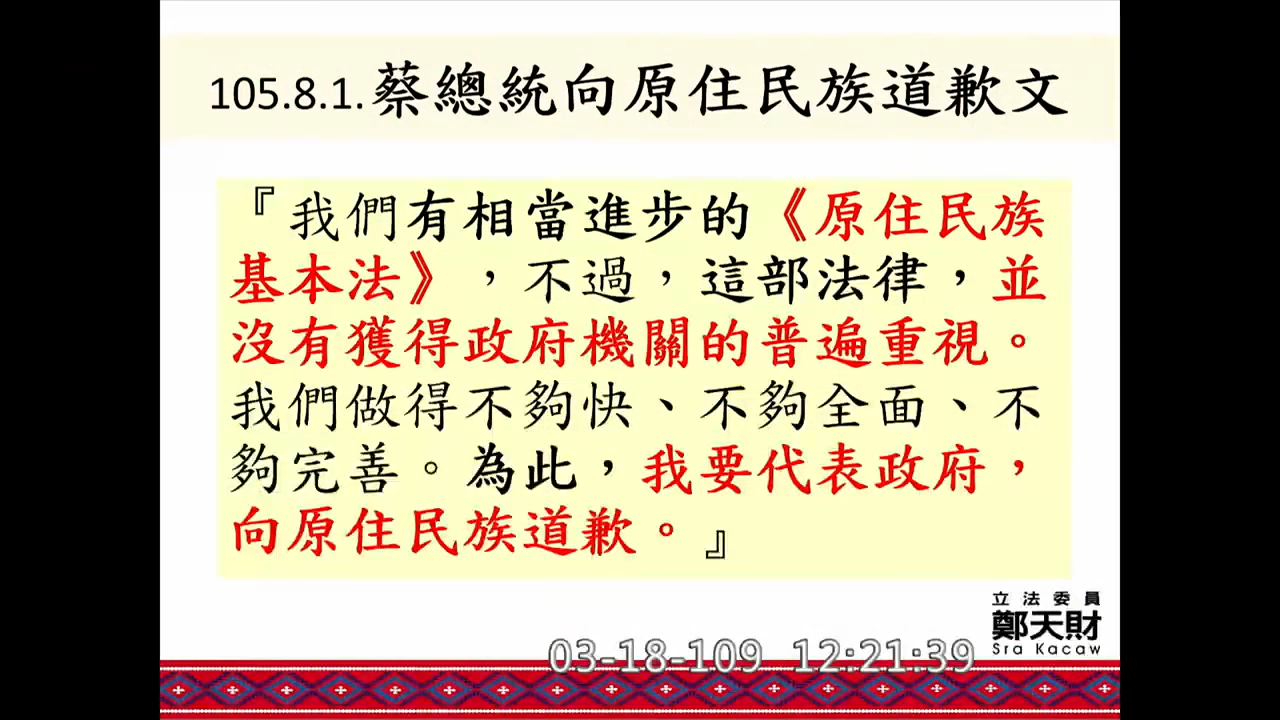 105.8.1.蔡總統向原住民族道歉文
『我們有相當進步的《原住民族
基本法》，不過，這部法律，並
沒有獲得政府機關的普遍重視。
我們做得不夠快、不夠全面、不
夠完善。為此，我要代表政府，
向原住民族道歉。』
立法委員
鄭天財
Sra Kacaw
03-18-109 12:21:39